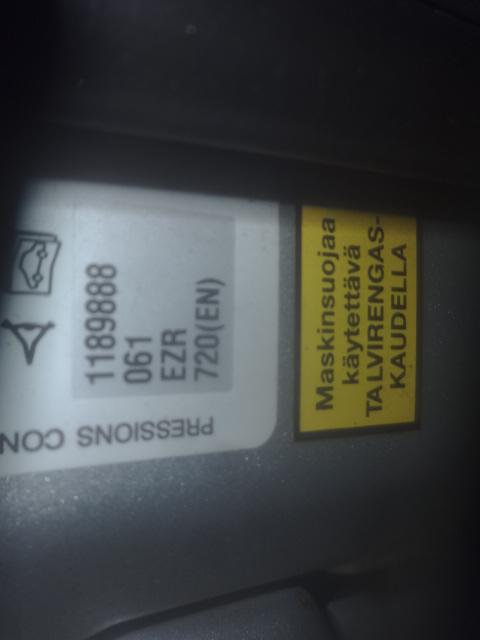 1189888
061
EZR
720(EN)
PRESSIONS CON
Maskinsuojaa
käytettävä
TALVIRENGAS-
KAUDELLA